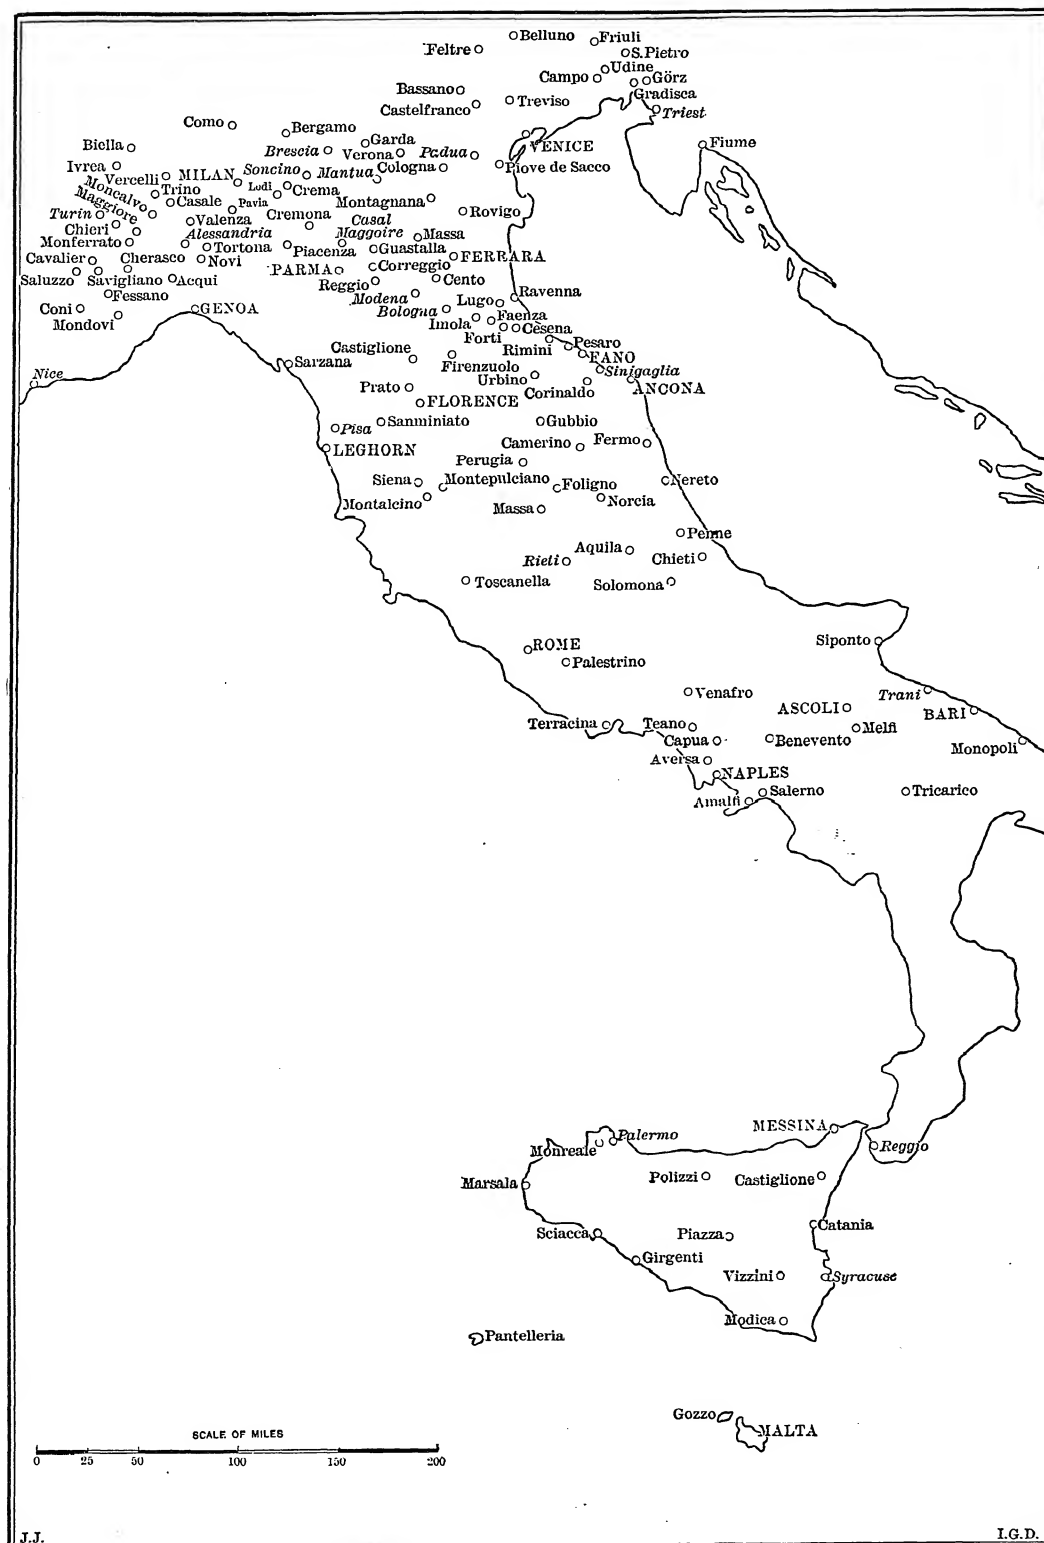 Belluno
Friuli
Feltre
S.Pietro
Udine
Campo
Görz
Gradisca
Bassano
Castelfranco
Treviso
Triest
Como
Bergamo
Garda
VENICE
Fiume
Biella
Brescia
Verona
Padua
Ivrea
Vercelli
MILAN
Soncino
Mantua
Cologna
Piove de Sacco
Moncalvo
Trino
Lodi
Crema
Maggiore
Casale
Pavia
Montagnana
Turin
Valenza
Cremona
Casal
Maggoire
Rovigo
Chieri
Alessandria
Massa
Monferrato
Tortona
Piacenza
Guastalla
FERRARA
Cavalier
Cherasco
Novi
PARMA
Correggio
Saluzzo
Savigliano
Acqui
Reggio
Cento
Fessano
Modena
Lugo
Ravenna
Coni
GENOA
Bologna
Faenza
Mondovi
Imola
Cesena
Forti
Pesaro
Castiglione
Rimini
FANO
Sarzana
Firenzuolo
Sinigaglia
Nice
Urbino
Prato
Corinaldo
ANCONA
FLORENCE
Pisa
Sanminiato
Gubbio
LEGHORN
Camerino
Fermo
Perugia
Siena
Montepulciano
Foligno
Nereto
Montalcino
Massa
Norcia
Penne
Aquila
Rieti
Chieti
Toscanella
Solomona
ROME
Siponto
Palestrino
Venafro
Trani
ASCOLI
BARI
Terracina
Teano
Melfi
Capua
Benevento
Monopoli
Aversa
NAPLES
Amalfi
Salerno
Tricarico
MESSINA
Palermo
Monreale
Reggio
Marsala
Polizzi
Castiglione
Catania
Sciacca
Piazza
Girgenti
Vizzini
Syracuse
Modica
Pantelleria
Gozzo
MALTA
SCALE OF MILES
0 25 50 100 150 200
J.J.
I.G.D.